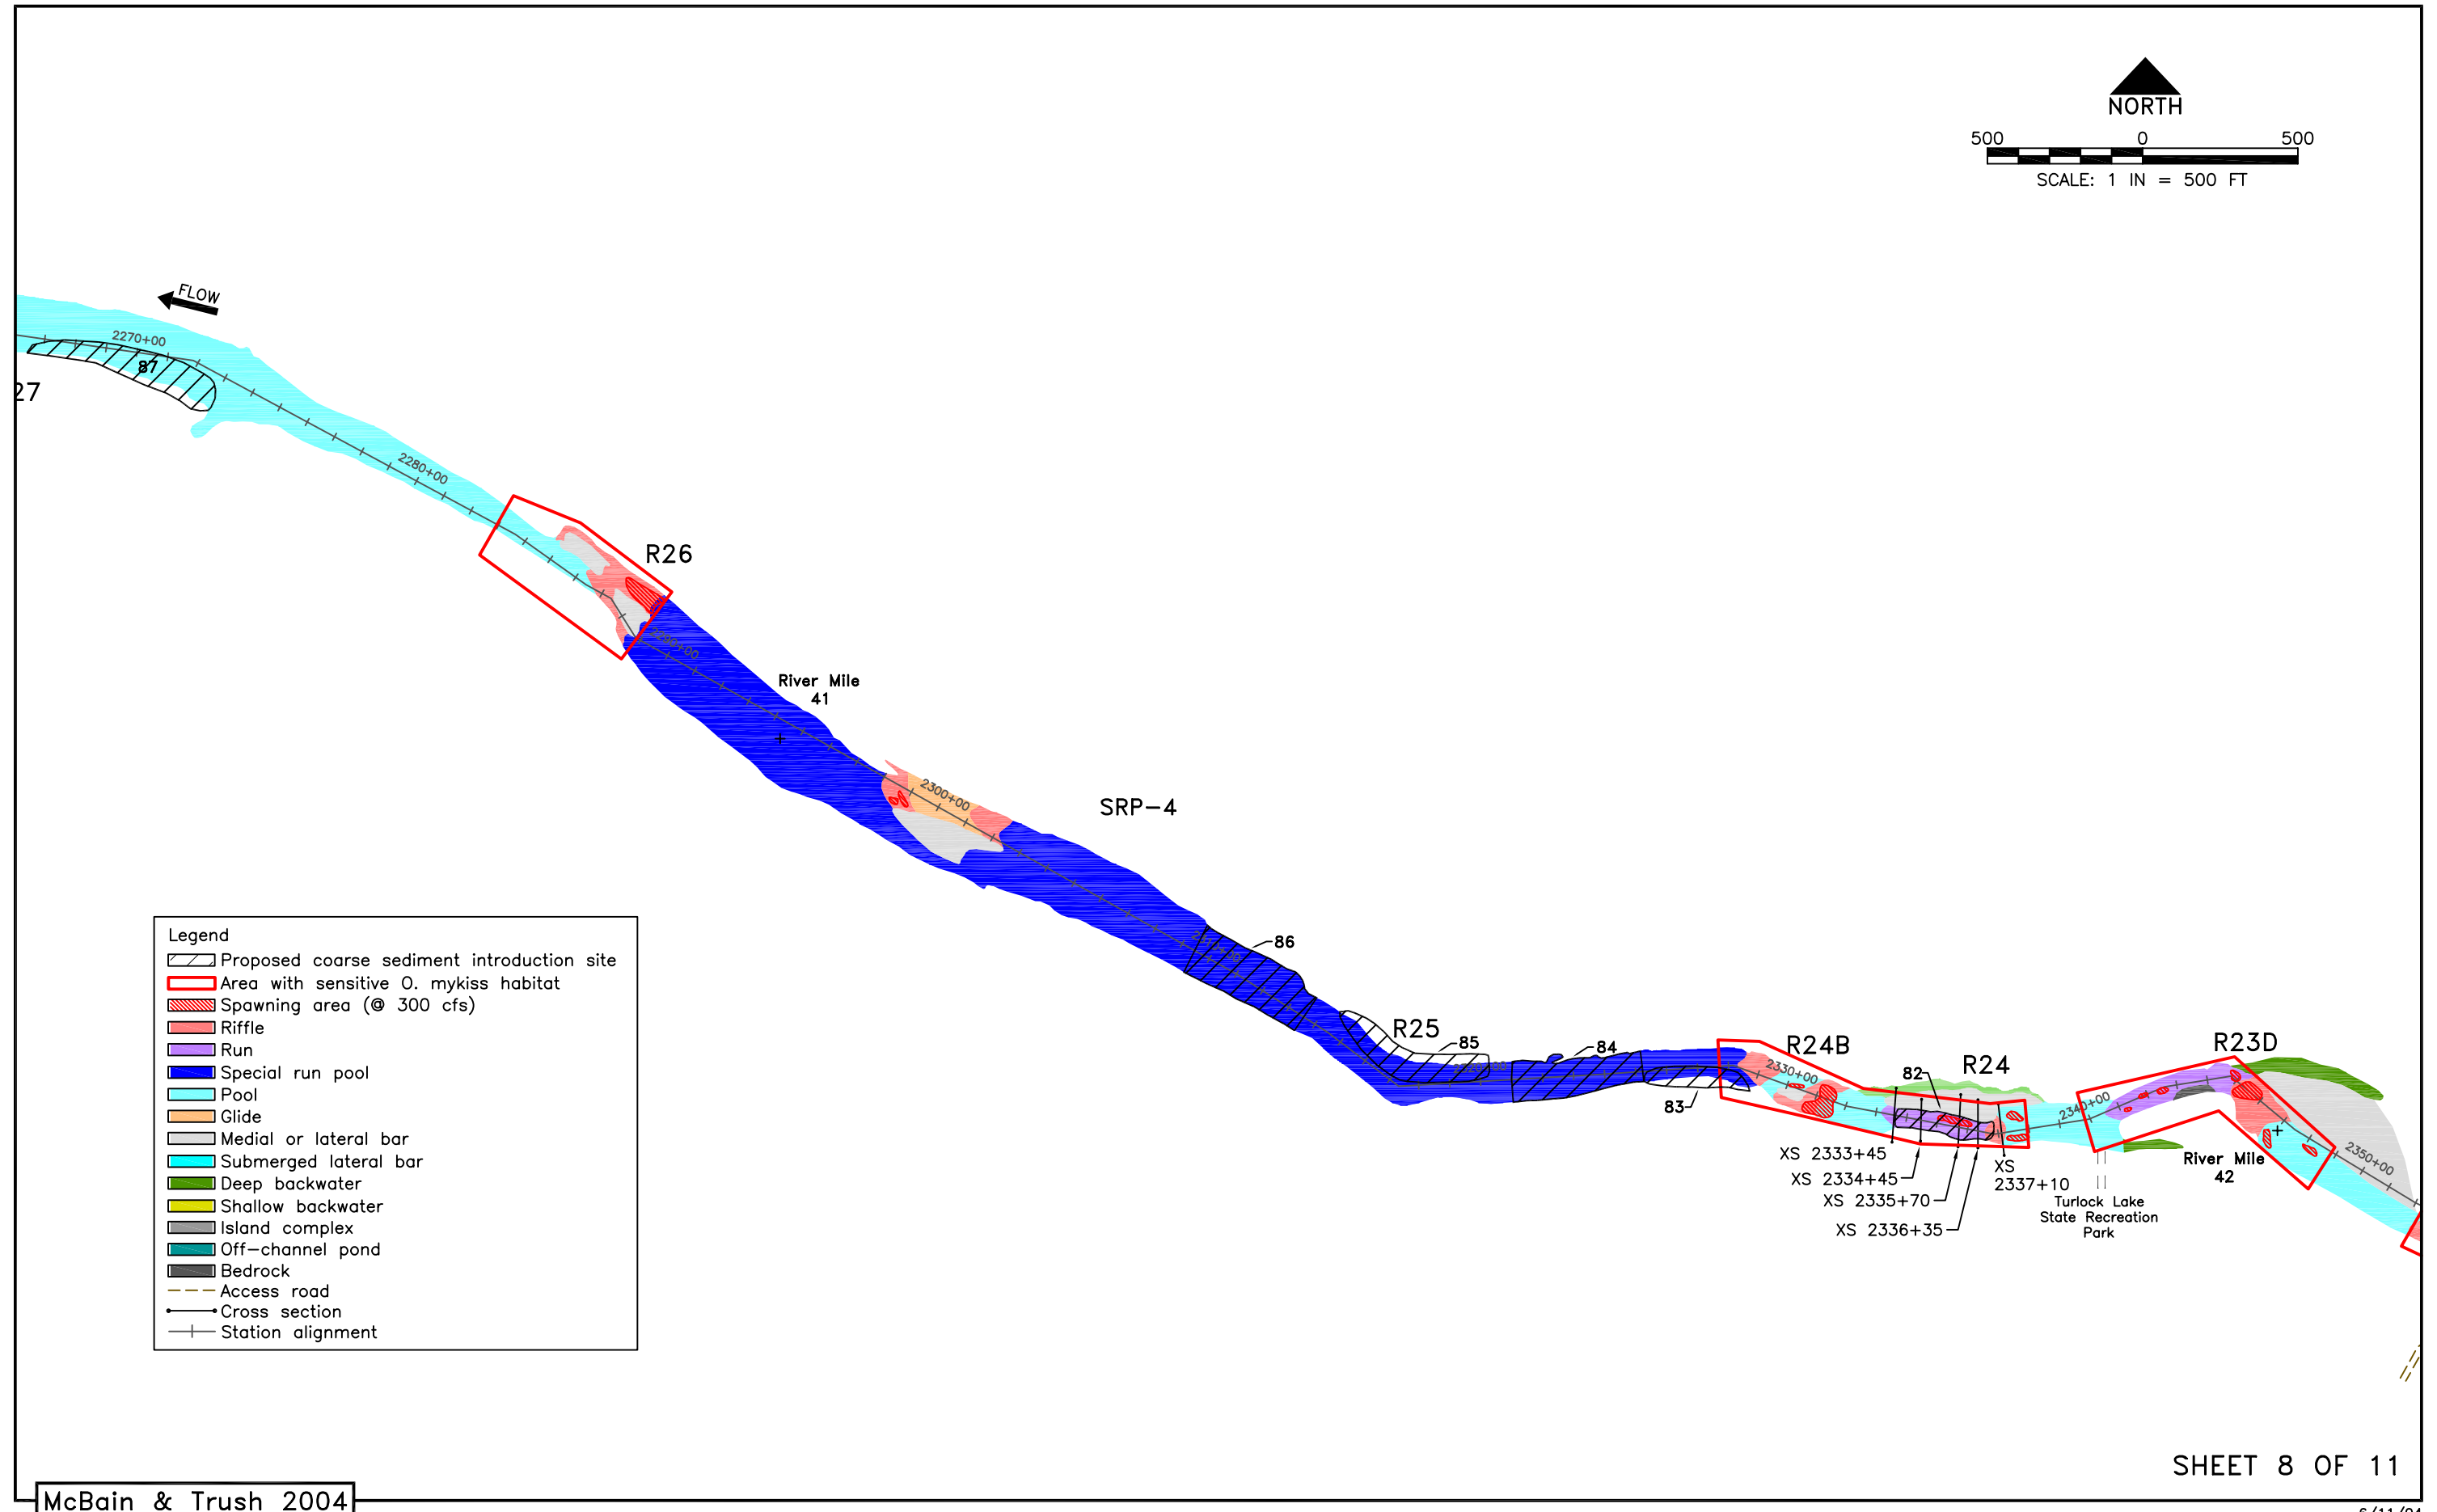 NORTH
500 0 500
SCALE: 1 IN = 500 FT
FLOW
2270+00
87
27
2280+00
R26
2290+00
River Mile
41
2300+00
SRP-4
86
R25
85
84
83
R24B
2330+00
82
R24
R23D
2340+00
2350+00
XS 2333+45
XS 2334+45
XS 2335+70
XS 2336+35
XS
2337+10
River Mile
42
Turlock Lake
State Recreation
Park
Legend
Proposed coarse sediment introduction site
Area with sensitive O. mykiss habitat
Spawning area (@ 300 cfs)
Riffle
Run
Special run pool
Pool
Glide
Medial or lateral bar
Submerged lateral bar
Deep backwater
Shallow backwater
Island complex
Off-channel pond
Bedrock
Access road
Cross section
Station alignment
SHEET 8 OF 11
McBain & Trush 2004